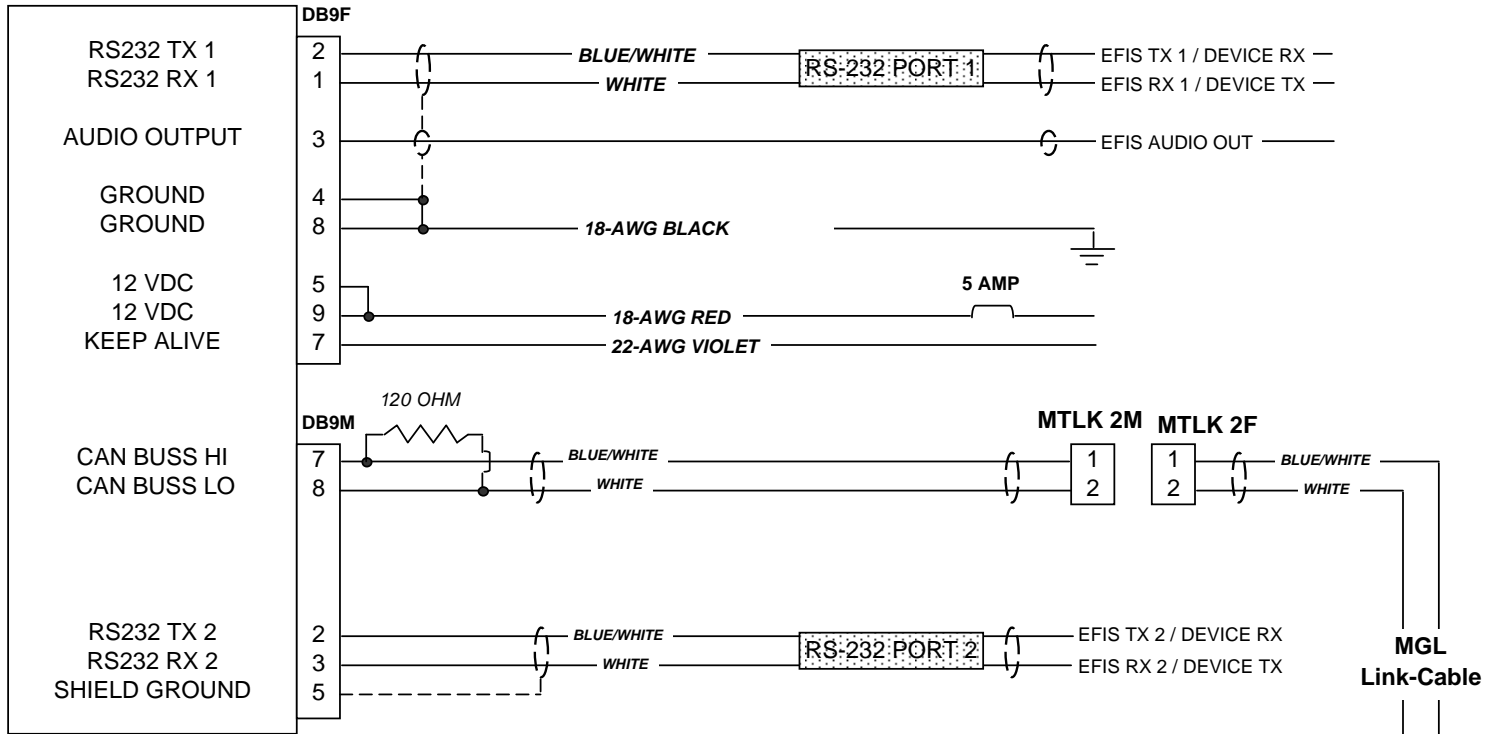 DB9F
RS232 TX 1 2 BLUE/WHITE EFIS TX 1 / DEVICE RX
RS-232 PORT 1
RS232 RX 1 1 WHITE EFIS RX 1 / DEVICE TX
AUDIO OUTPUT 3 EFIS AUDIO OUT
GROUND 4
GROUND 8 18-AWG BLACK
12 VDC 5 5 AMP
12 VDC 9 18-AWG RED
KEEP ALIVE 7 22-AWG VIOLET
120 OHM
DB9M MTLK 2M MTLK 2F
CAN BUSS HI 7 BLUE/WHITE 1 1 BLUE/WHITE
CAN BUSS LO 8 WHITE 2 2 WHITE
RS232 TX 2 2 BLUE/WHITE EFIS TX 2 / DEVICE RX
RS-232 PORT 2
RS232 RX 2 3 WHITE EFIS RX 2 / DEVICE TX
SHIELD GROUND 5
MGL
Link-Cable